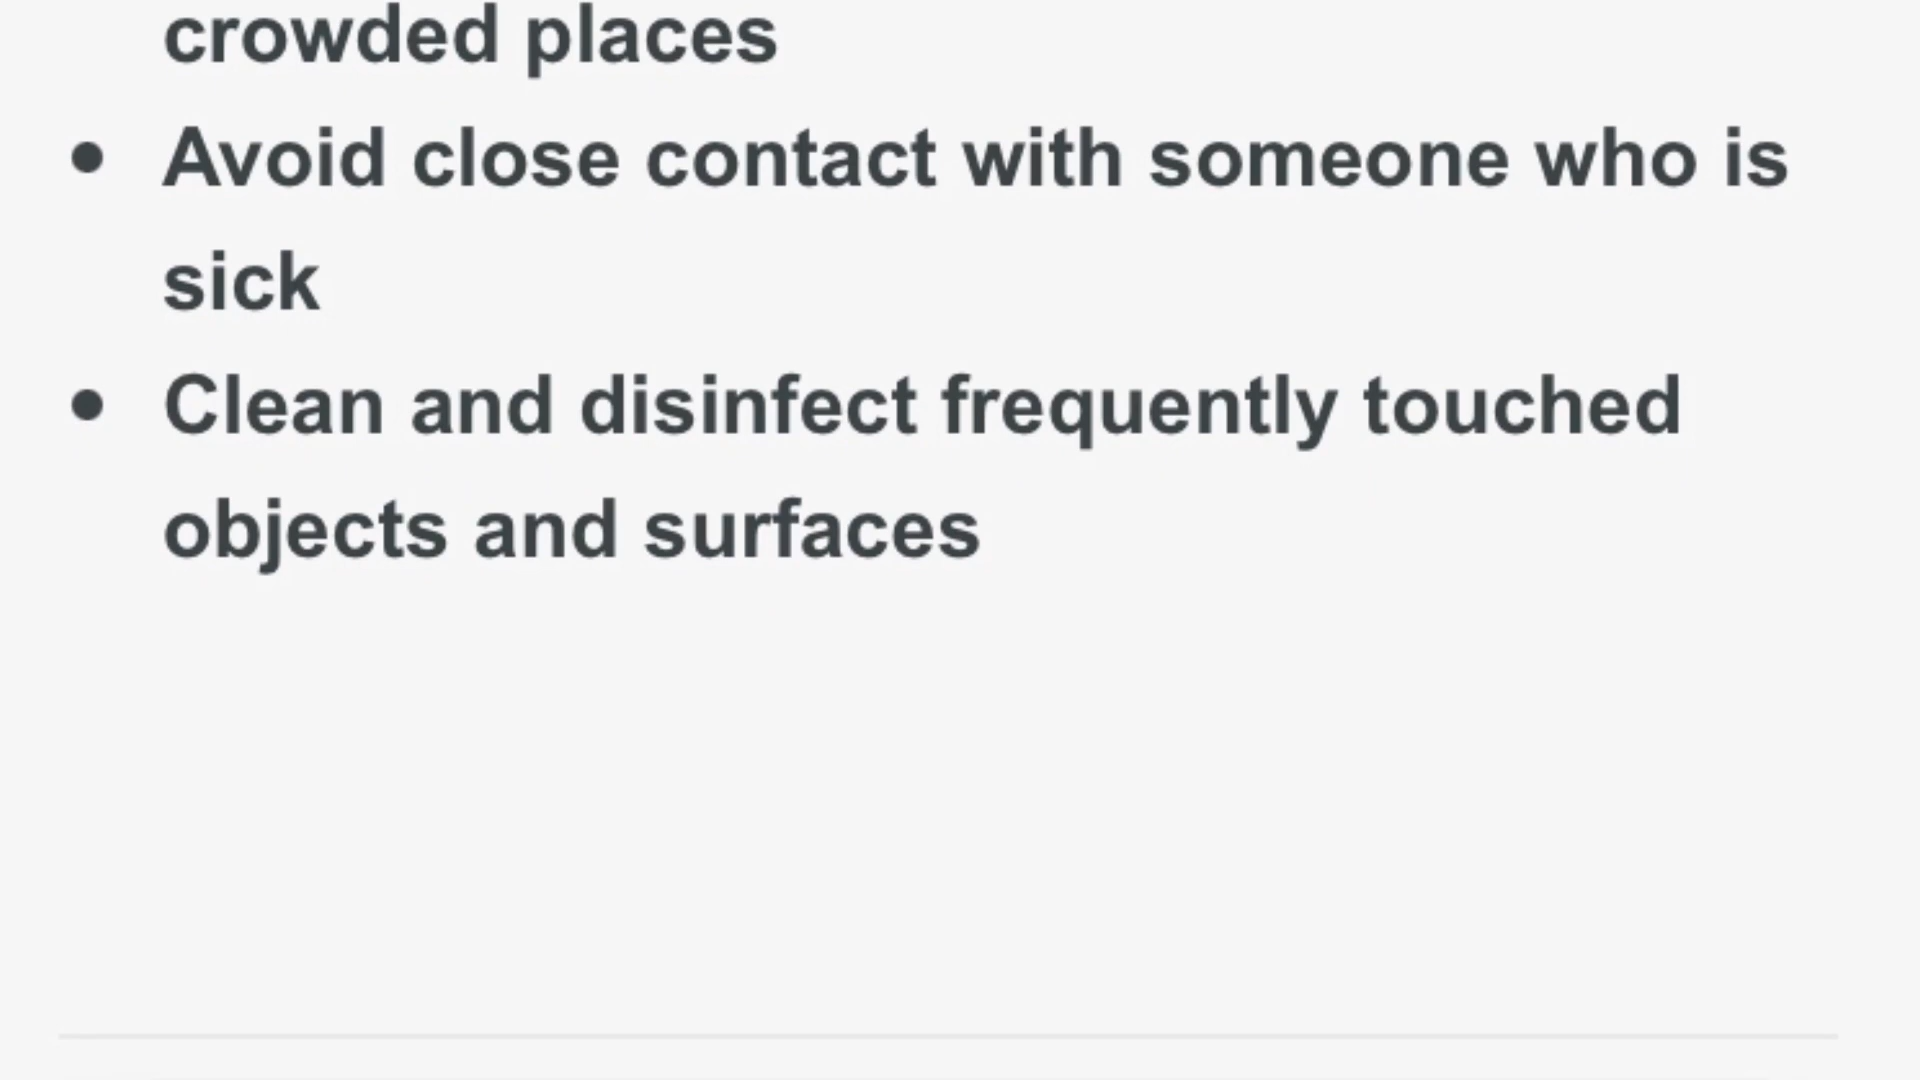 crowded places
• Avoid close contact with someone who is
sick
• Clean and disinfect frequently touched
objects and surfaces